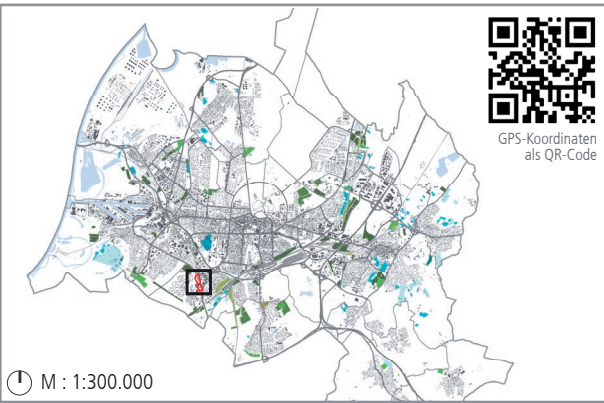 GPS-Koordinaten
als QR-Code
M : 1:300.000